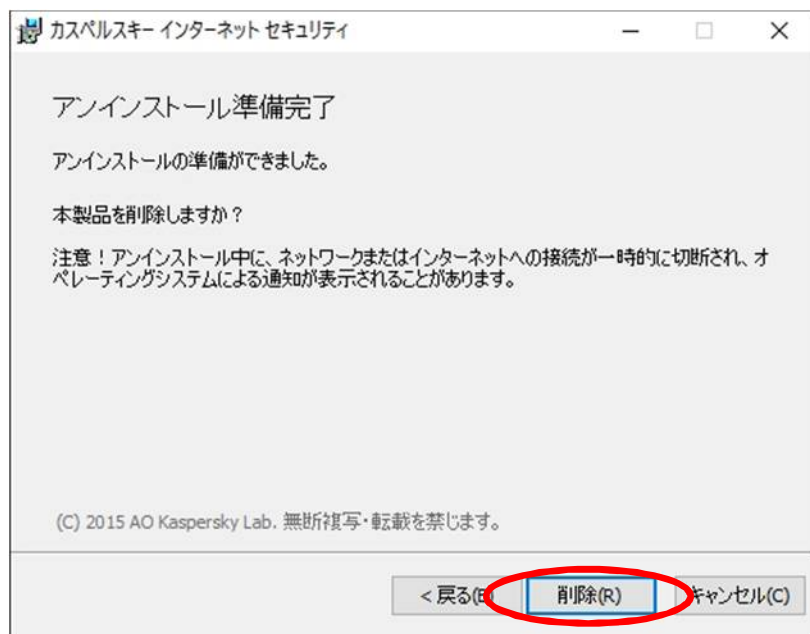 カスペルスキー インターネット セキュリティ
アンインストール準備完了
アンインストールの準備ができました。
本製品を削除しますか？
注意！アンインストール中に、ネットワークまたはインターネットへの接続が一時的に切断され、オ
ペレーティングシステムによる通知が表示されることがあります。
(C) 2015 AO Kaspersky Lab. 無断複写・転載を禁じます。
< 戻る(B) 削除(R) キャンセル(C)